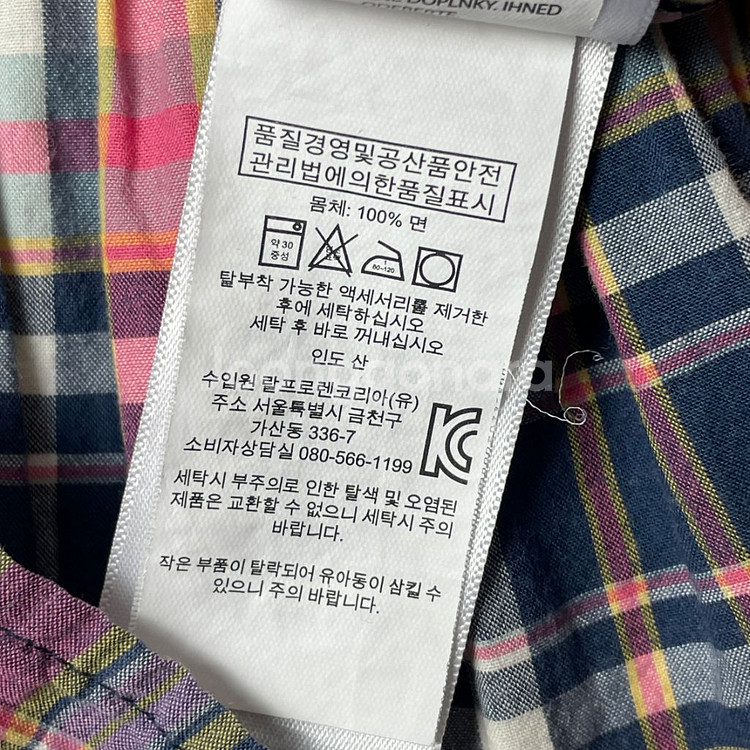 DOPLNKY. IHNED
품질경영및공산품안전
관리법에의한품질표시
몸체: 100% 면
약 30
중성
1
60-120
탈부착 가능한 액세서리를 제거한
후에 세탁하십시오
세탁 후 바로 꺼내십시오
인도 산
수입원 랄프로렌코리아(유)
주소 서울특별시 금천구
가산동 336-7
소비자상담실 080-566-1199
세탁시 부주의로 인한 탈색 및 오염된
제품은 교환할 수 없으니 세탁시 주의
바랍니다.
작은 부품이 탈락되어 유아동이 삼킬 수
있으니 주의 바랍니다.